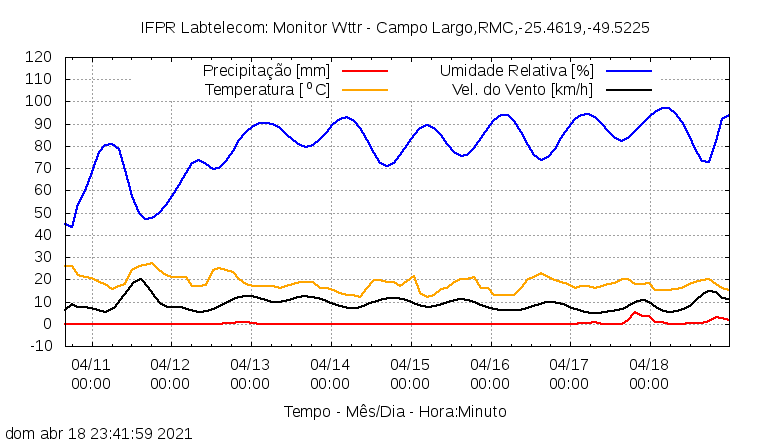 IFPR Labtelecom: Monitor Wttr - Campo Largo,RMC,-25.4619,-49.5225
120
110
100
90
80
70
60
50
40
30
20
10
0
-10
Precipitação [mm]
Temperatura [⁰C]
Umidade Relativa [%]
Vel. do Vento [km/h]
04/11 04/12 04/13 04/14 04/15 04/16 04/17 04/18
00:00 00:00 00:00 00:00 00:00 00:00 00:00 00:00
Tempo - Mês/Dia - Hora:Minuto
dom abr 18 23:41:59 2021